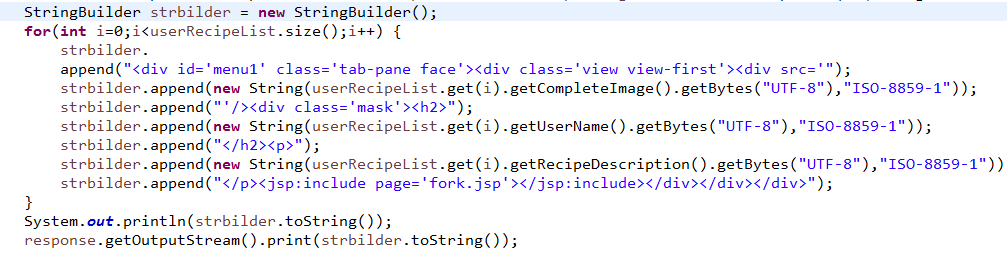 StringBuilder strbilder = new StringBuilder();
for(int i=0;i<userRecipeList.size();i++) {
    strbilder.
    append("<div id='menu1' class='tab-pane face'><div class='view view-first'><div src='");
    strbilder.append(new String(userRecipeList.get(i).getCompleteImage().getBytes("UTF-8"),"ISO-8859-1"));
    strbilder.append("'/><div class='mask'><h2>");
    strbilder.append(new String(userRecipeList.get(i).getUserName().getBytes("UTF-8"),"ISO-8859-1"));
    strbilder.append("</h2><p>");
    strbilder.append(new String(userRecipeList.get(i).getRecipeDescription().getBytes("UTF-8"),"ISO-8859-1"))
    strbilder.append("</p><jsp:include page='fork.jsp'></jsp:include></div></div></div>");
}
System.out.println(strbilder.toString());
response.getOutputStream().print(strbilder.toString());